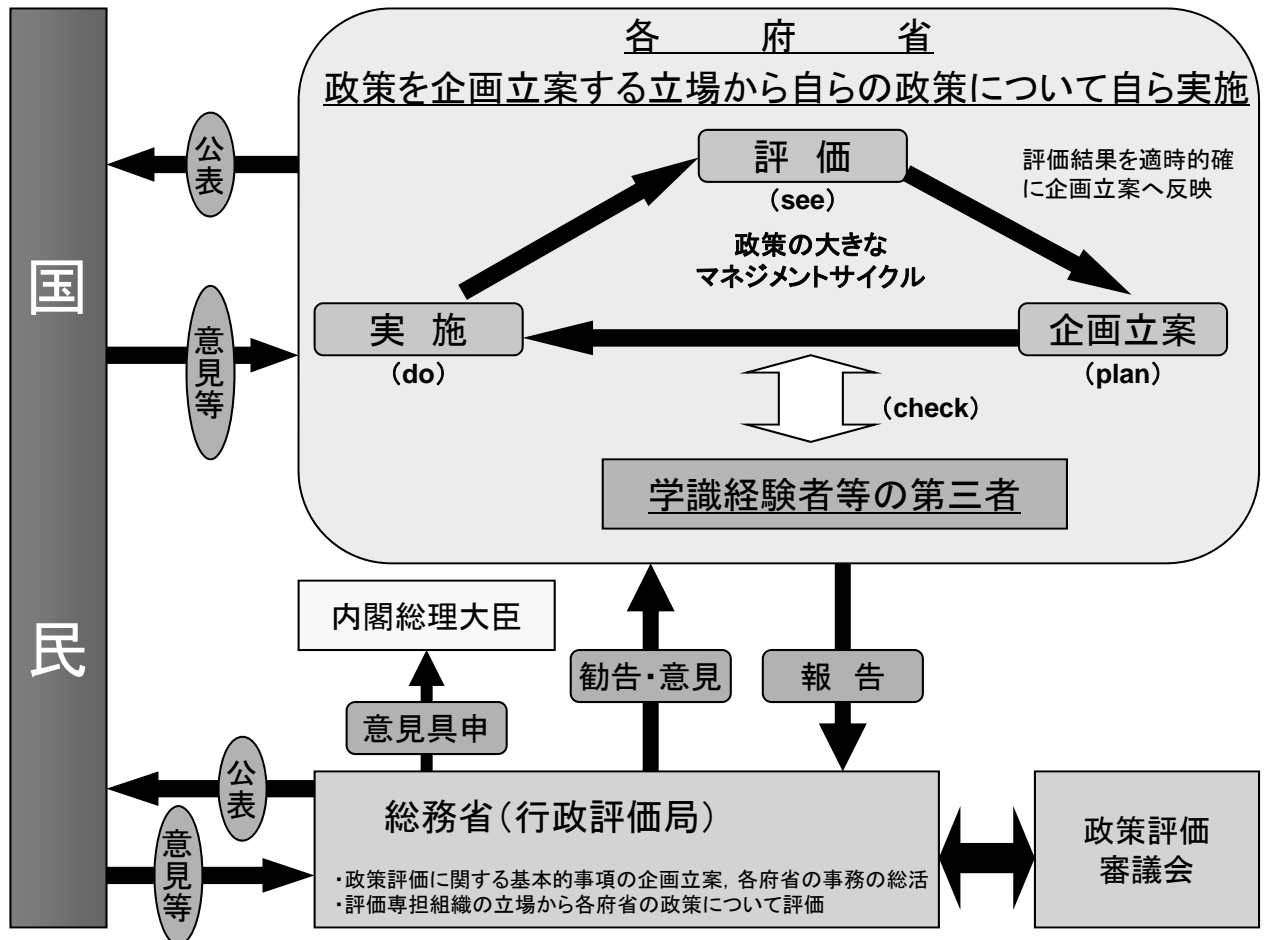 各　府　省
政策を企画立案する立場から自らの政策について自ら実施
公表
評 価
（see）
評価結果を適時的確
に企画立案へ反映
政策の大きな
マネジメントサイクル
国民
意見等
実 施
（do）
企画立案
（plan）
（check）
学識経験者等の第三者
内閣総理大臣
勧告・意見
報 告
意見具申
公表
意見等
総務省（行政評価局）
・政策評価に関する基本的事項の企画立案，各府省の事務の総活
・評価専担組織の立場から各府省の政策について評価
政策評価
審議会